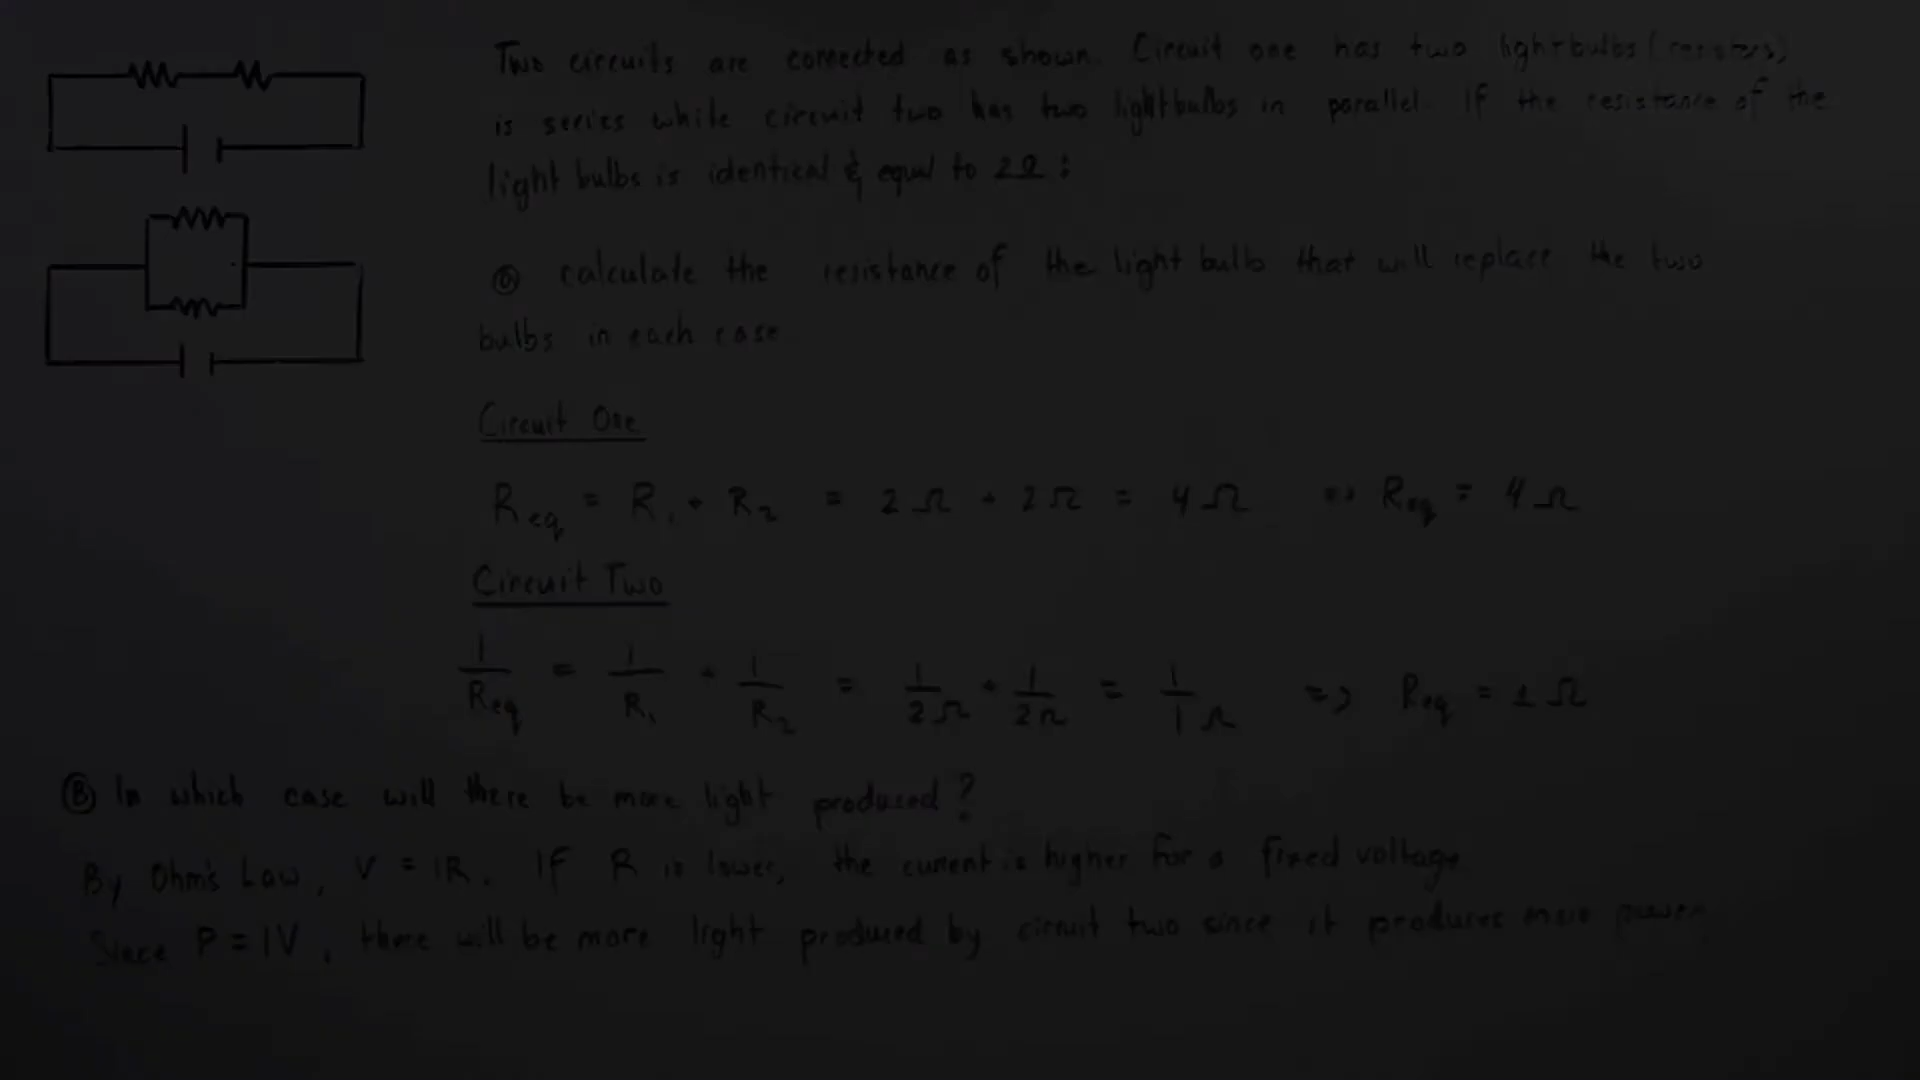 Two circuits are connected as shown. Circuit one has two lightbulbs (resistors)
is series while circuit two has two lightbulbs in parallel. If the resistance of the
light bulbs is identical & equal to 2Ω :
ⓐ calculate the resistance of the light bulb that will replace the two
bulbs in each case
Circuit One
Req = R₁ + R₂ = 2Ω + 2Ω = 4Ω => Req = 4Ω
Circuit Two
1/Req = 1/R₁ + 1/R₂ = 1/2Ω + 1/2Ω = 1/1Ω => Req = 1Ω
Ⓑ In which case will there be more light produced?
By Ohm's Law, V = IR. If R is lower, the current is higher for a fixed voltage
Since P = IV, there will be more light produced by circuit two since it produces more power